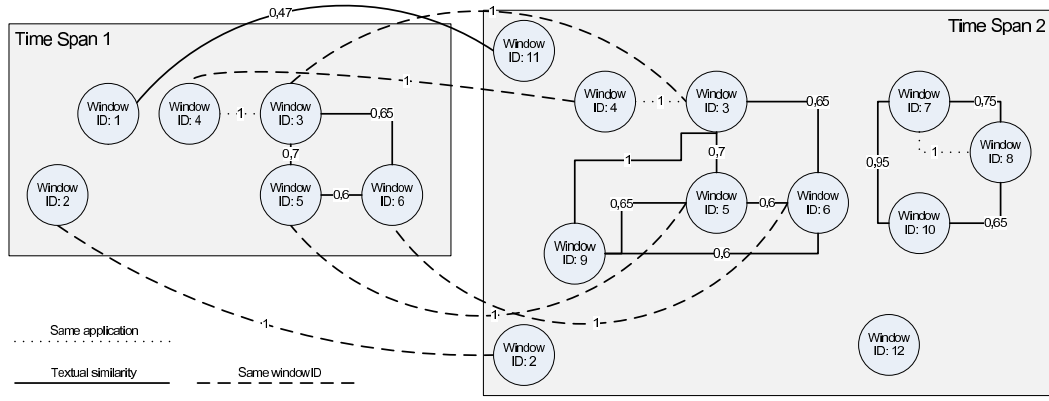 0,47
1
Time Span 1
Time Span 2
Window
ID: 11
1
Window
ID: 1
Window
ID: 4
1
Window
ID: 3
0,65
Window
ID: 4
1
Window
ID: 3
0,65
Window
ID: 7
0,75
0,7
1
0,7
0,95
1
Window
ID: 8
Window
ID: 2
Window
ID: 5
0,6
Window
ID: 6
0,65
Window
ID: 5
0,6
Window
ID: 6
Window
ID: 10
0,65
Window
ID: 9
0,6
1
1
1
Same application
Window
ID: 2
Window
ID: 12
Textual similarity
Same windowID